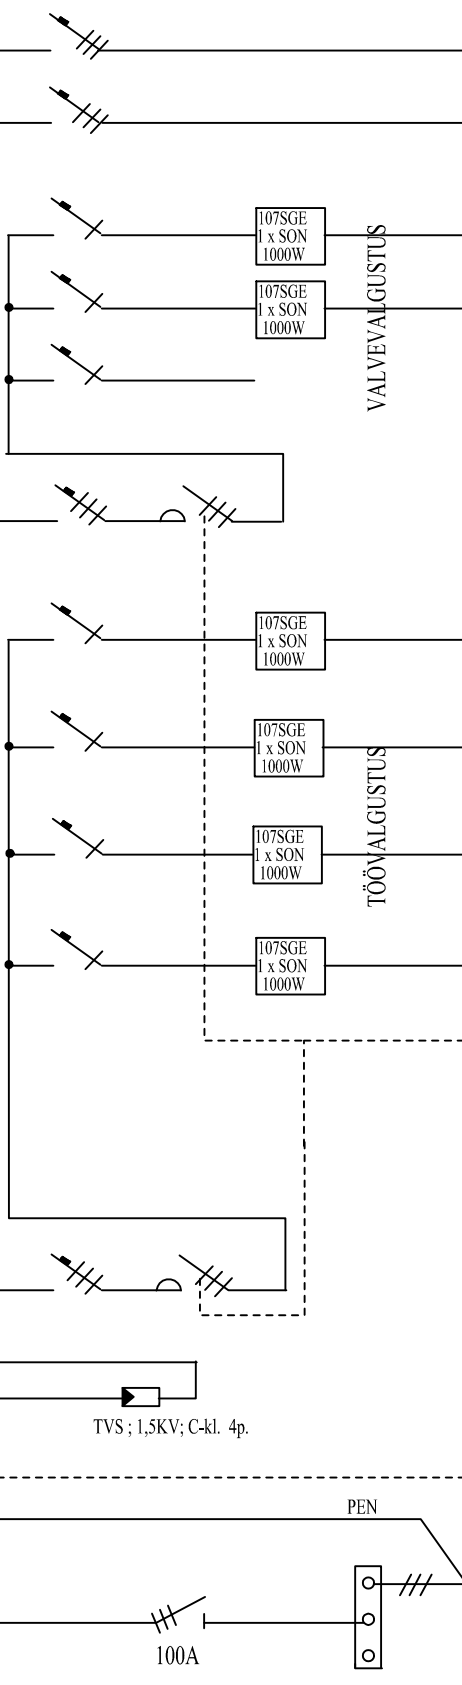 107SGE
1 x SON
1000W
107SGE
1 x SON
1000W
VALVEVALGUSTUS
107SGE
1 x SON
1000W
107SGE
1 x SON
1000W
TÖÖVALGUSTUS
107SGE
1 x SON
1000W
107SGE
1 x SON
1000W
TVS ; 1,5KV; C-kl. 4p.
PEN
100A